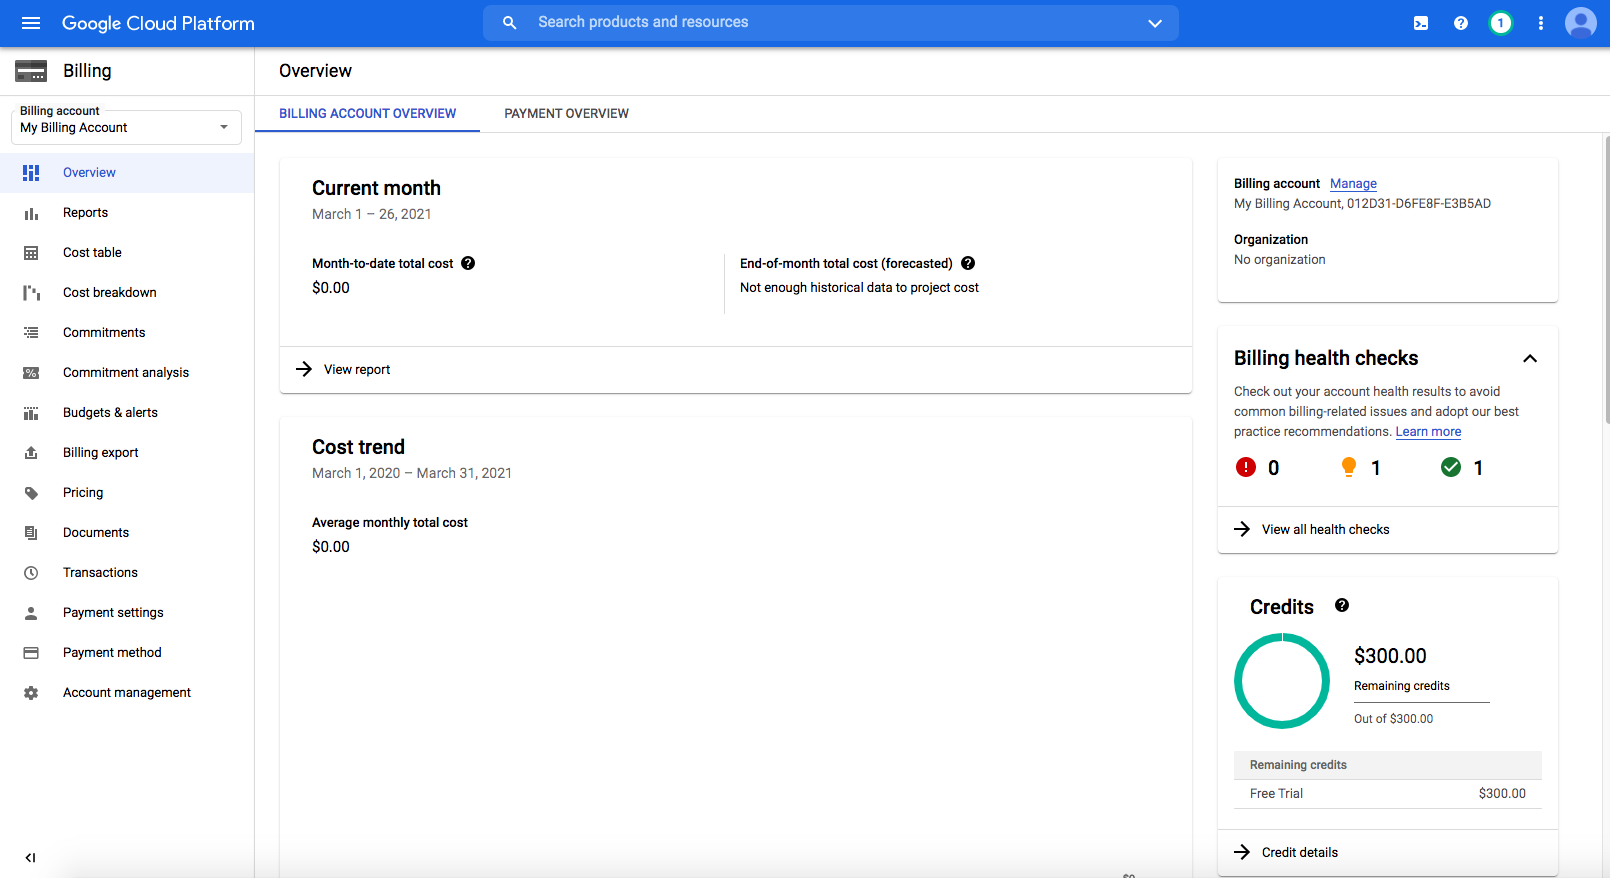 Google Cloud Platform
Search products and resources
1
Billing
Overview
Billing account
My Billing Account
BILLING ACCOUNT OVERVIEW
PAYMENT OVERVIEW
Overview
Reports
Cost table
Cost breakdown
Commitments
Commitment analysis
Budgets & alerts
Billing export
Pricing
Documents
Transactions
Payment settings
Payment method
Account management
Current month
March 1 – 26, 2021
Month-to-date total cost
$0.00
End-of-month total cost (forecasted)
Not enough historical data to project cost
View report
Cost trend
March 1, 2020 – March 31, 2021
Average monthly total cost
$0.00
Billing account Manage
My Billing Account, 012D31-D6FE8F-E3B5AD
Organization
No organization
Billing health checks
Check out your account health results to avoid
common billing-related issues and adopt our best
practice recommendations. Learn more
0 1 1
View all health checks
Credits
$300.00
Remaining credits
Out of $300.00
Remaining credits
Free Trial $300.00
Credit details